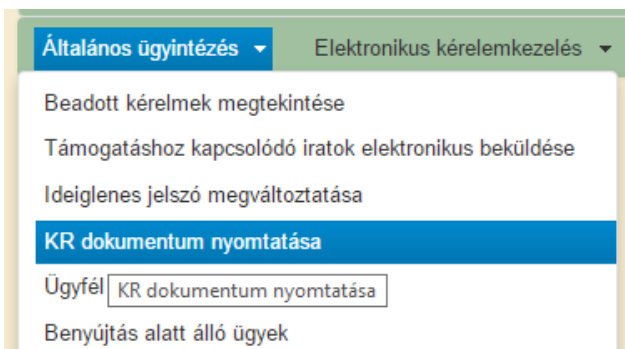 Általános ügyintézés Elektronikus kérelemkezelés
Beadott kérelmek megtekintése
Támogatáshoz kapcsolódó iratok elektronikus beküldése
Ideiglenes jelszó megváltoztatása
KR dokumentum nyomtatása
Ügyfél KR dokumentum nyomtatása
Benyújtás alatt álló ügyek